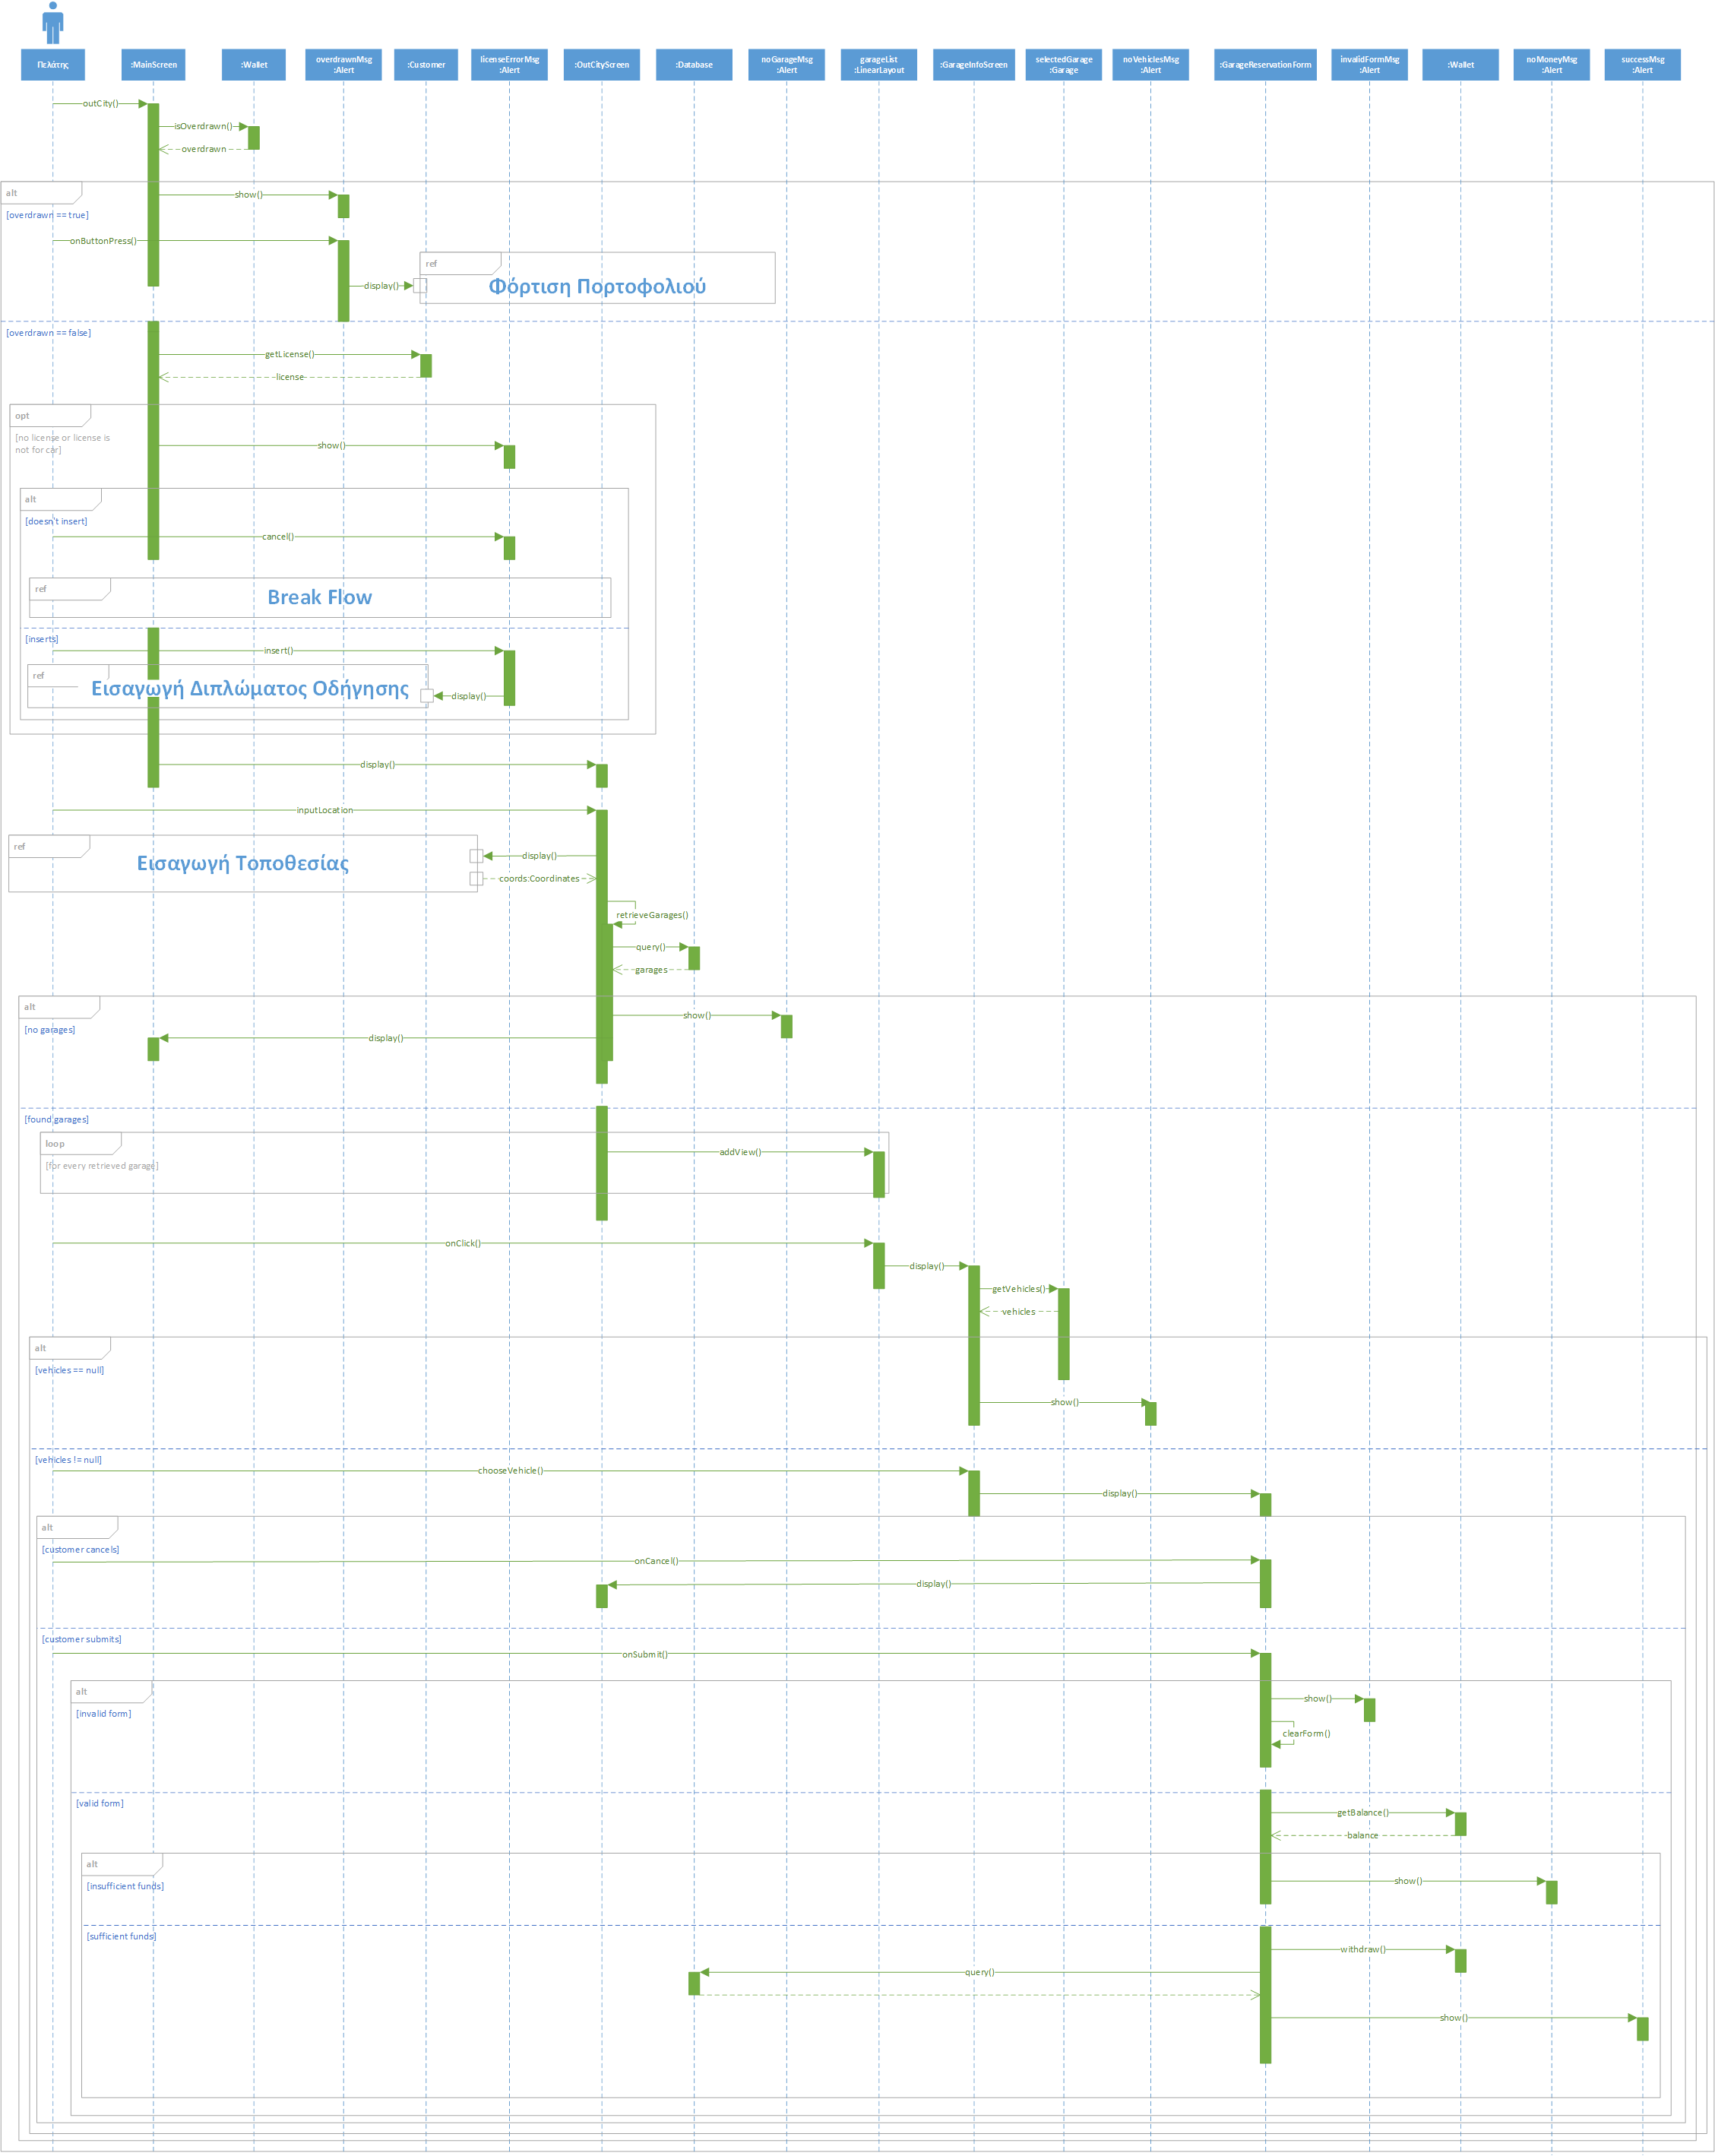 Πελάτης
:MainScreen
:Wallet
overdrawnMsg
:Alert
:Customer
licenseErrorMsg
:Alert
:OutCityScreen
:Database
noGarageMsg
:Alert
garageList
:LinearLayout
:GarageInfoScreen
selectedGarage
:Garage
noVehiclesMsg
:Alert
:GarageReservationForm
invalidFormMsg
:Alert
:Wallet
noMoneyMsg
:Alert
successMsg
:Alert
outCity()
isOverdrawn()
overdrawn
alt
show()
[overdrawn == true]
onButtonPress()
ref
display()
Φόρτιση Πορτοφολιού
[overdrawn == false]
getLicense()
license
opt
[no license or license is
not for car]
show()
alt
[doesn't insert]
cancel()
ref
Break Flow
[inserts]
insert()
ref
Εισαγωγή Διπλώματος Οδήγησης
display()
display()
inputLocation
ref
Εισαγωγή Τοποθεσίας
display()
coords:Coordinates
retrieveGarages()
query()
garages
alt
show()
[no garages]
display()
[found garages]
loop
addView()
[for every retrieved garage]
onClick()
display()
getVehicles()
vehicles
alt
[vehicles == null]
show()
[vehicles != null]
chooseVehicle()
display()
alt
[customer cancels]
onCancel()
display()
[customer submits]
onSubmit()
alt
show()
[invalid form]
clearForm()
[valid form]
getBalance()
balance
alt
show()
[insufficient funds]
[sufficient funds]
withdraw()
query()
show()